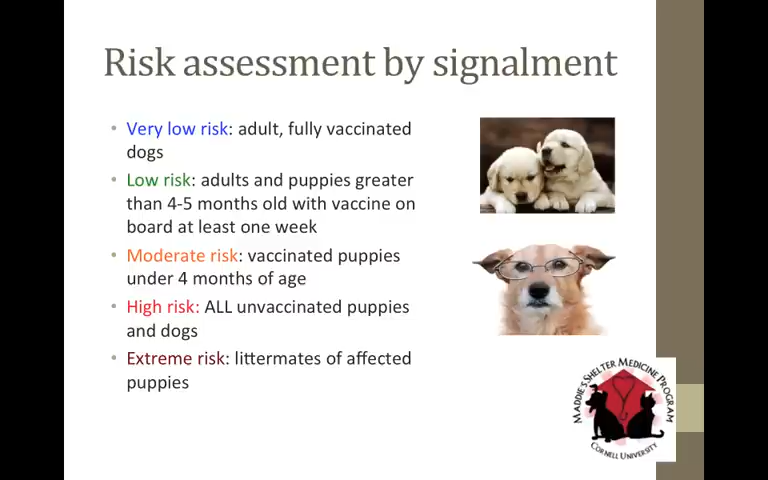 Risk assessment by signalment
• Very low risk: adult, fully vaccinated
dogs
• Low risk: adults and puppies greater
than 4-5 months old with vaccine on
board at least one week
• Moderate risk: vaccinated puppies
under 4 months of age
• High risk: ALL unvaccinated puppies
and dogs
• Extreme risk: littermates of affected
puppies
MADDIE'S SHELTER MEDICINE PROGRAM
CORNELL UNIVERSITY